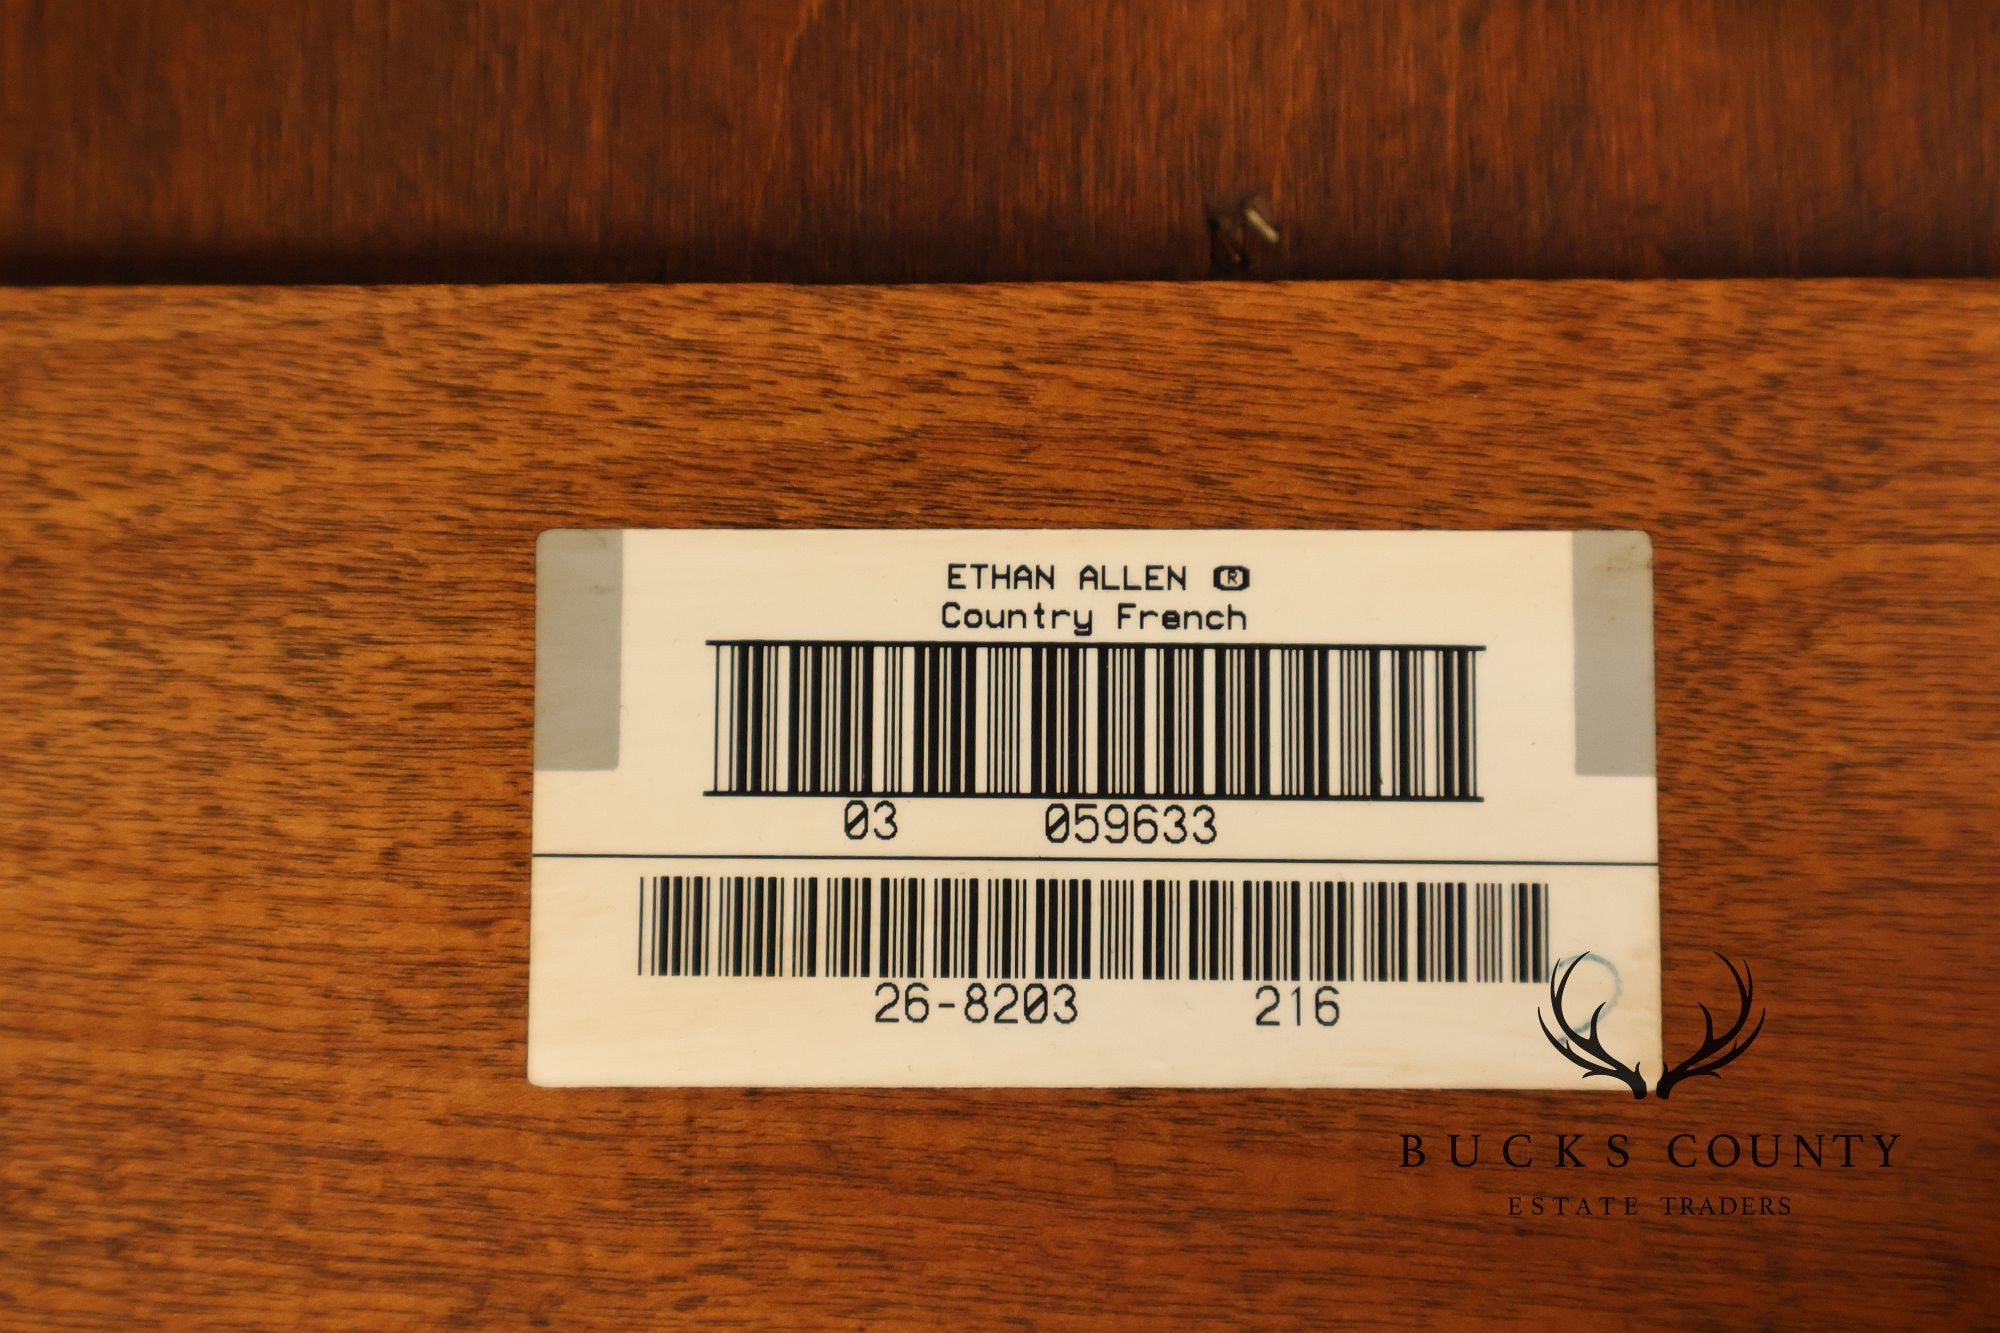 ETHAN ALLEN ®
Country French
03 059633
26-8203 216
BUCKS COUNTY
ESTATE TRADERS